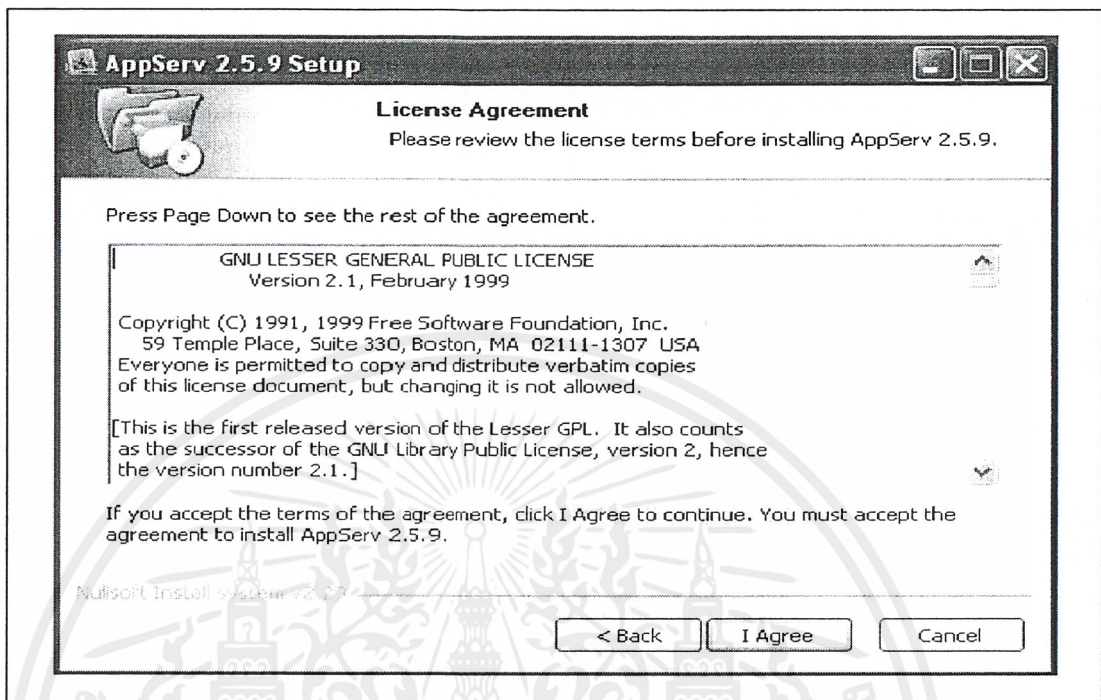 AppServ 2.5.9 Setup
License Agreement
Please review the license terms before installing AppServ 2.5.9.
Press Page Down to see the rest of the agreement.
GNU LESSER GENERAL PUBLIC LICENSE
Version 2.1, February 1999
Copyright (C) 1991, 1999 Free Software Foundation, Inc.
59 Temple Place, Suite 330, Boston, MA 02111-1307 USA
Everyone is permitted to copy and distribute verbatim copies
of this license document, but changing it is not allowed.
[This is the first released version of the Lesser GPL. It also counts
as the successor of the GNU Library Public License, version 2, hence
the version number 2.1.]
If you accept the terms of the agreement, click I Agree to continue. You must accept the
agreement to install AppServ 2.5.9.
Nullsoft Install System
< Back
I Agree
Cancel